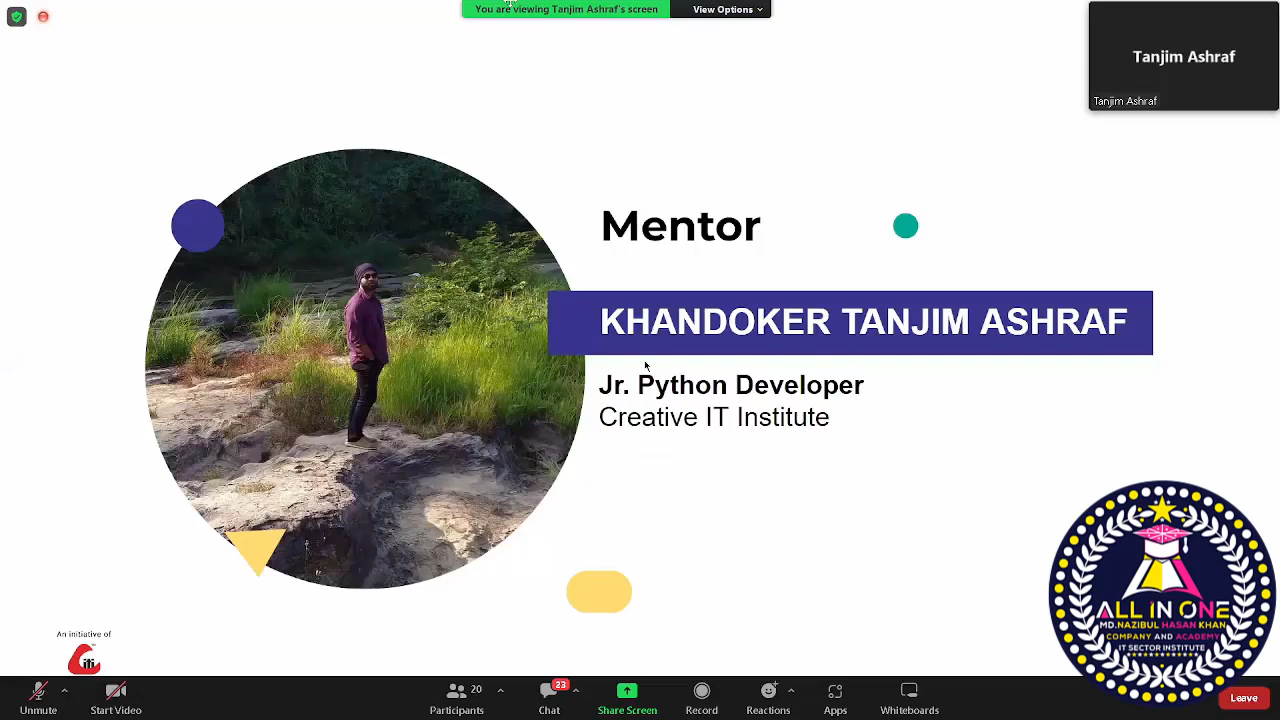 You are viewing Tanjim Ashraf's screen
View Options
Tanjim Ashraf
Tanjim Ashraf
Mentor
KHANDOKER TANJIM ASHRAF
Jr. Python Developer
Creative IT Institute
An initiative of
iti
ALL IN ONE
MD.NAZIBUL HASAN KHAN
COMPANY AND ACADEMY
IT SECTOR INSTITUTE
Unmute
Start Video
20
Participants
23
Chat
Share Screen
Record
Reactions
Apps
Whiteboards
Leave